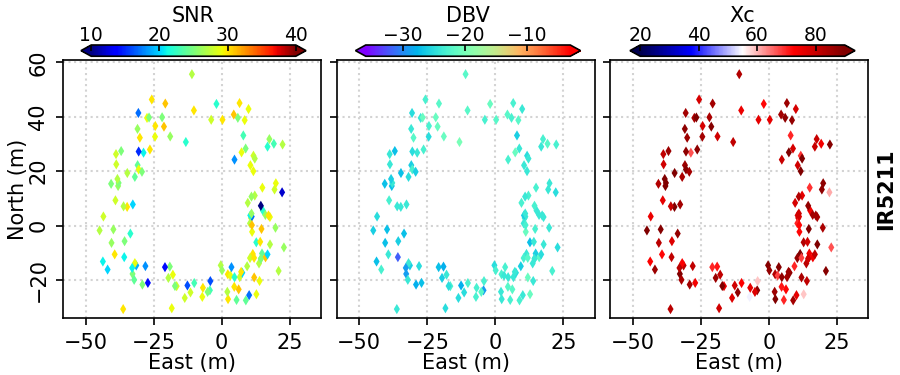 SNR DBV Xc
10 20 30 40 −30 −20 −10 20 40 60 80
60
40
20
0
−20
North (m)
−50 −25 0 25 −50 −25 0 25 −50 −25 0 25
East (m) East (m) East (m)
IR5211